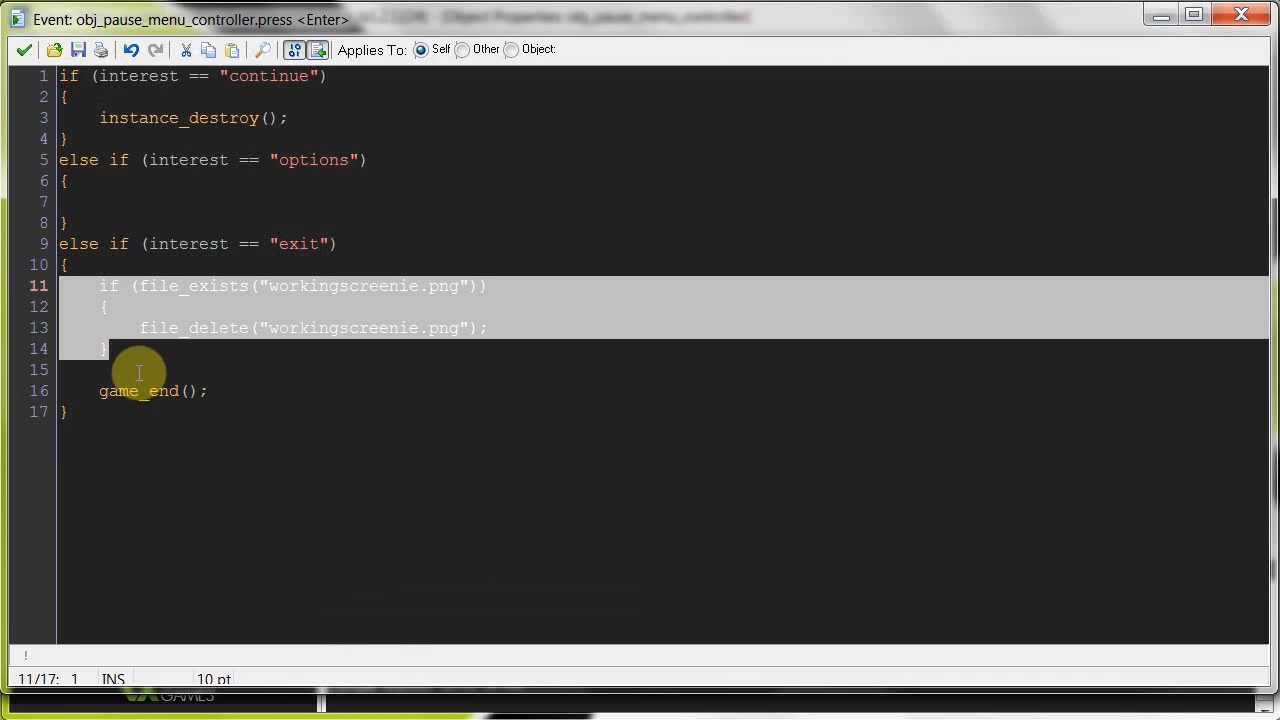 Event: obj_pause_menu_controller.press <Enter>
Applies To: Self Other Object:
1 if (interest == "continue")
2 {
3 instance_destroy();
4 }
5 else if (interest == "options")
6 {
7
8 }
9 else if (interest == "exit")
10 {
11 if (file_exists("workingscreenie.png"))
12 {
13 file_delete("workingscreenie.png");
14 }
15
16 game_end();
17 }
!
11/17: 1 INS 10 pt
GAMES